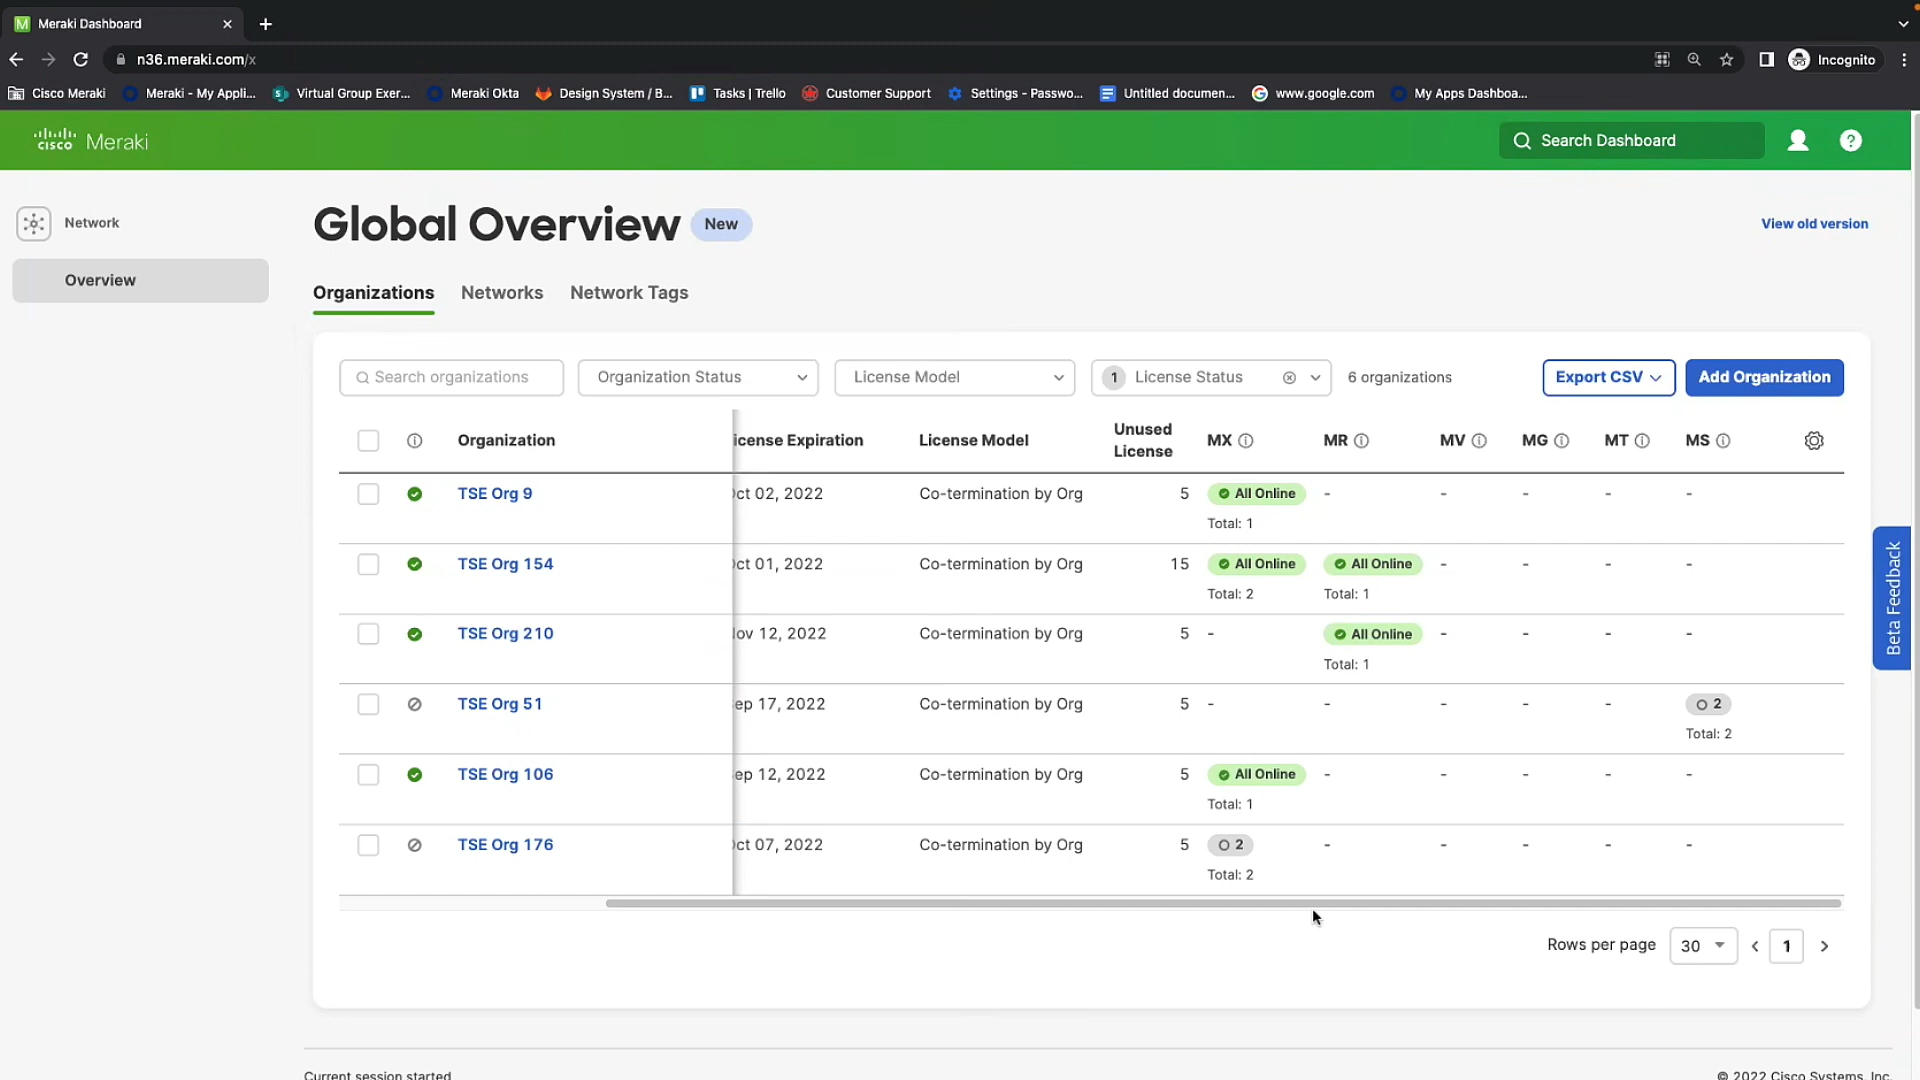 Meraki Dashboard
n36.meraki.com/x
Incognito
Cisco Meraki
Meraki - My Appli...
Virtual Group Exer...
Meraki Okta
Design System / B...
Tasks | Trello
Customer Support
Settings - Passwo...
Untitled documen...
www.google.com
My Apps Dashboa...
cisco Meraki
Search Dashboard
Network
Overview
Global Overview New
View old version
Organizations Networks Network Tags
Search organizations
Organization Status
License Model
1 License Status
6 organizations
Export CSV
Add Organization
Organization icense Expiration License Model Unused License MX MR MV MG MT MS
TSE Org 9 Oct 02, 2022 Co-termination by Org 5 All Online - - - - -
Total: 1
TSE Org 154 Oct 01, 2022 Co-termination by Org 15 All Online All Online - - - -
Total: 2 Total: 1
TSE Org 210 ov 12, 2022 Co-termination by Org 5 - All Online - - - -
Total: 1
TSE Org 51 ep 17, 2022 Co-termination by Org 5 - - - - - 2
Total: 2
TSE Org 106 ep 12, 2022 Co-termination by Org 5 All Online - - - - -
Total: 1
TSE Org 176 Oct 07, 2022 Co-termination by Org 5 2 - - - - -
Total: 2
Rows per page 30 1
Beta Feedback
Current session started
© 2022 Cisco Systems, Inc.